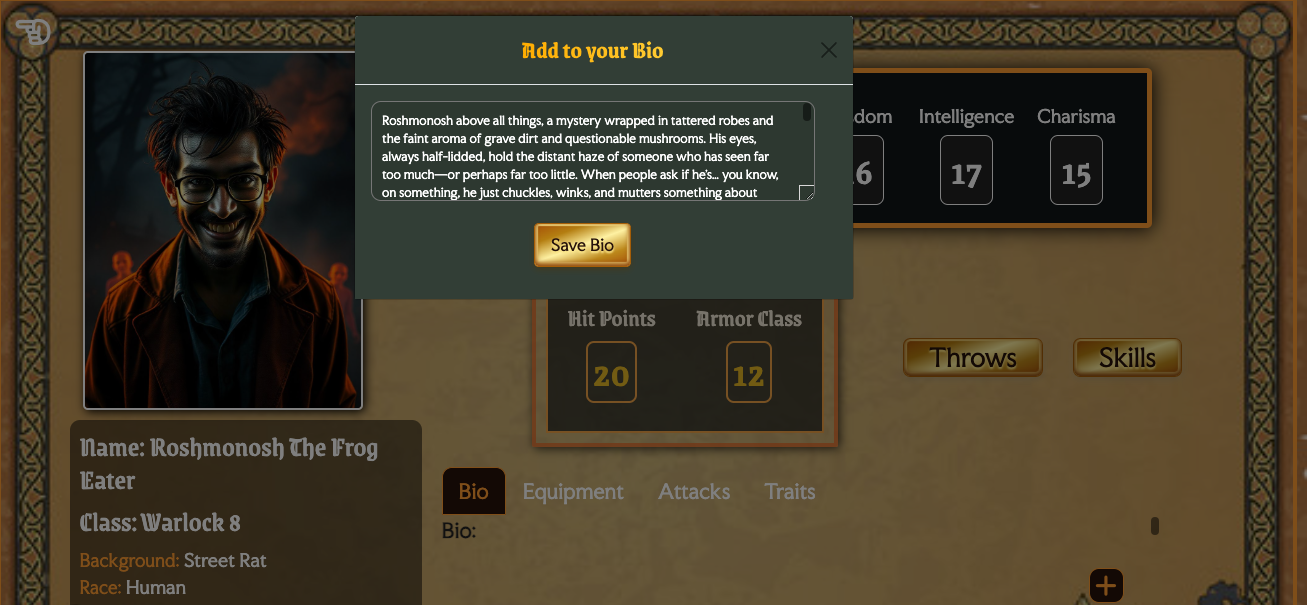 Add to your Bio
Roshmonosh above all things, a mystery wrapped in tattered robes and
the faint aroma of grave dirt and questionable mushrooms. His eyes,
always half-lidded, hold the distant haze of someone who has seen far
too much—or perhaps far too little. When people ask if he's... you know,
on something, he just chuckles, winks, and mutters something about
Save Bio
dom Intelligence Charisma
6 17 15
Hit Points Armor Class
20 12
Throws Skills
Name: Roshmonosh The Frog
Eater
Class: Warlock 8
Background: Street Rat
Race: Human
Bio Equipment Attacks Traits
Bio: